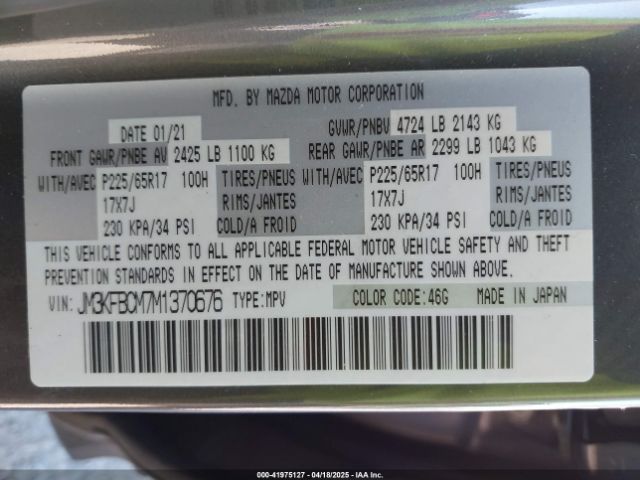 MFD. BY MAZDA MOTOR CORPORATION
DATE 01/21 GVWR/PNBV 4724 LB 2143 KG
FRONT GAWR/PNBE AV 2425 LB 1100 KG REAR GAWR/PNBE AR 2299 LB 1043 KG
WITH/AVEC P225/65R17 100H TIRES/PNEUS WITH/AVEC P225/65R17 100H TIRES/PNEUS
17X7J RIMS/JANTES 17X7J RIMS/JANTES
230 KPA/34 PSI COLD/A FROID 230 KPA/34 PSI COLD/A FROID
THIS VEHICLE CONFORMS TO ALL APPLICABLE FEDERAL MOTOR VEHICLE SAFETY AND THEFT
PREVENTION STANDARDS IN EFFECT ON THE DATE OF MANUFACTURE SHOWN ABOVE.
VIN: JM3KFBCM7M1370676 TYPE: MPV COLOR CODE: 46G MADE IN JAPAN
000-41975127 - 04/18/2025 - IAAI.COM